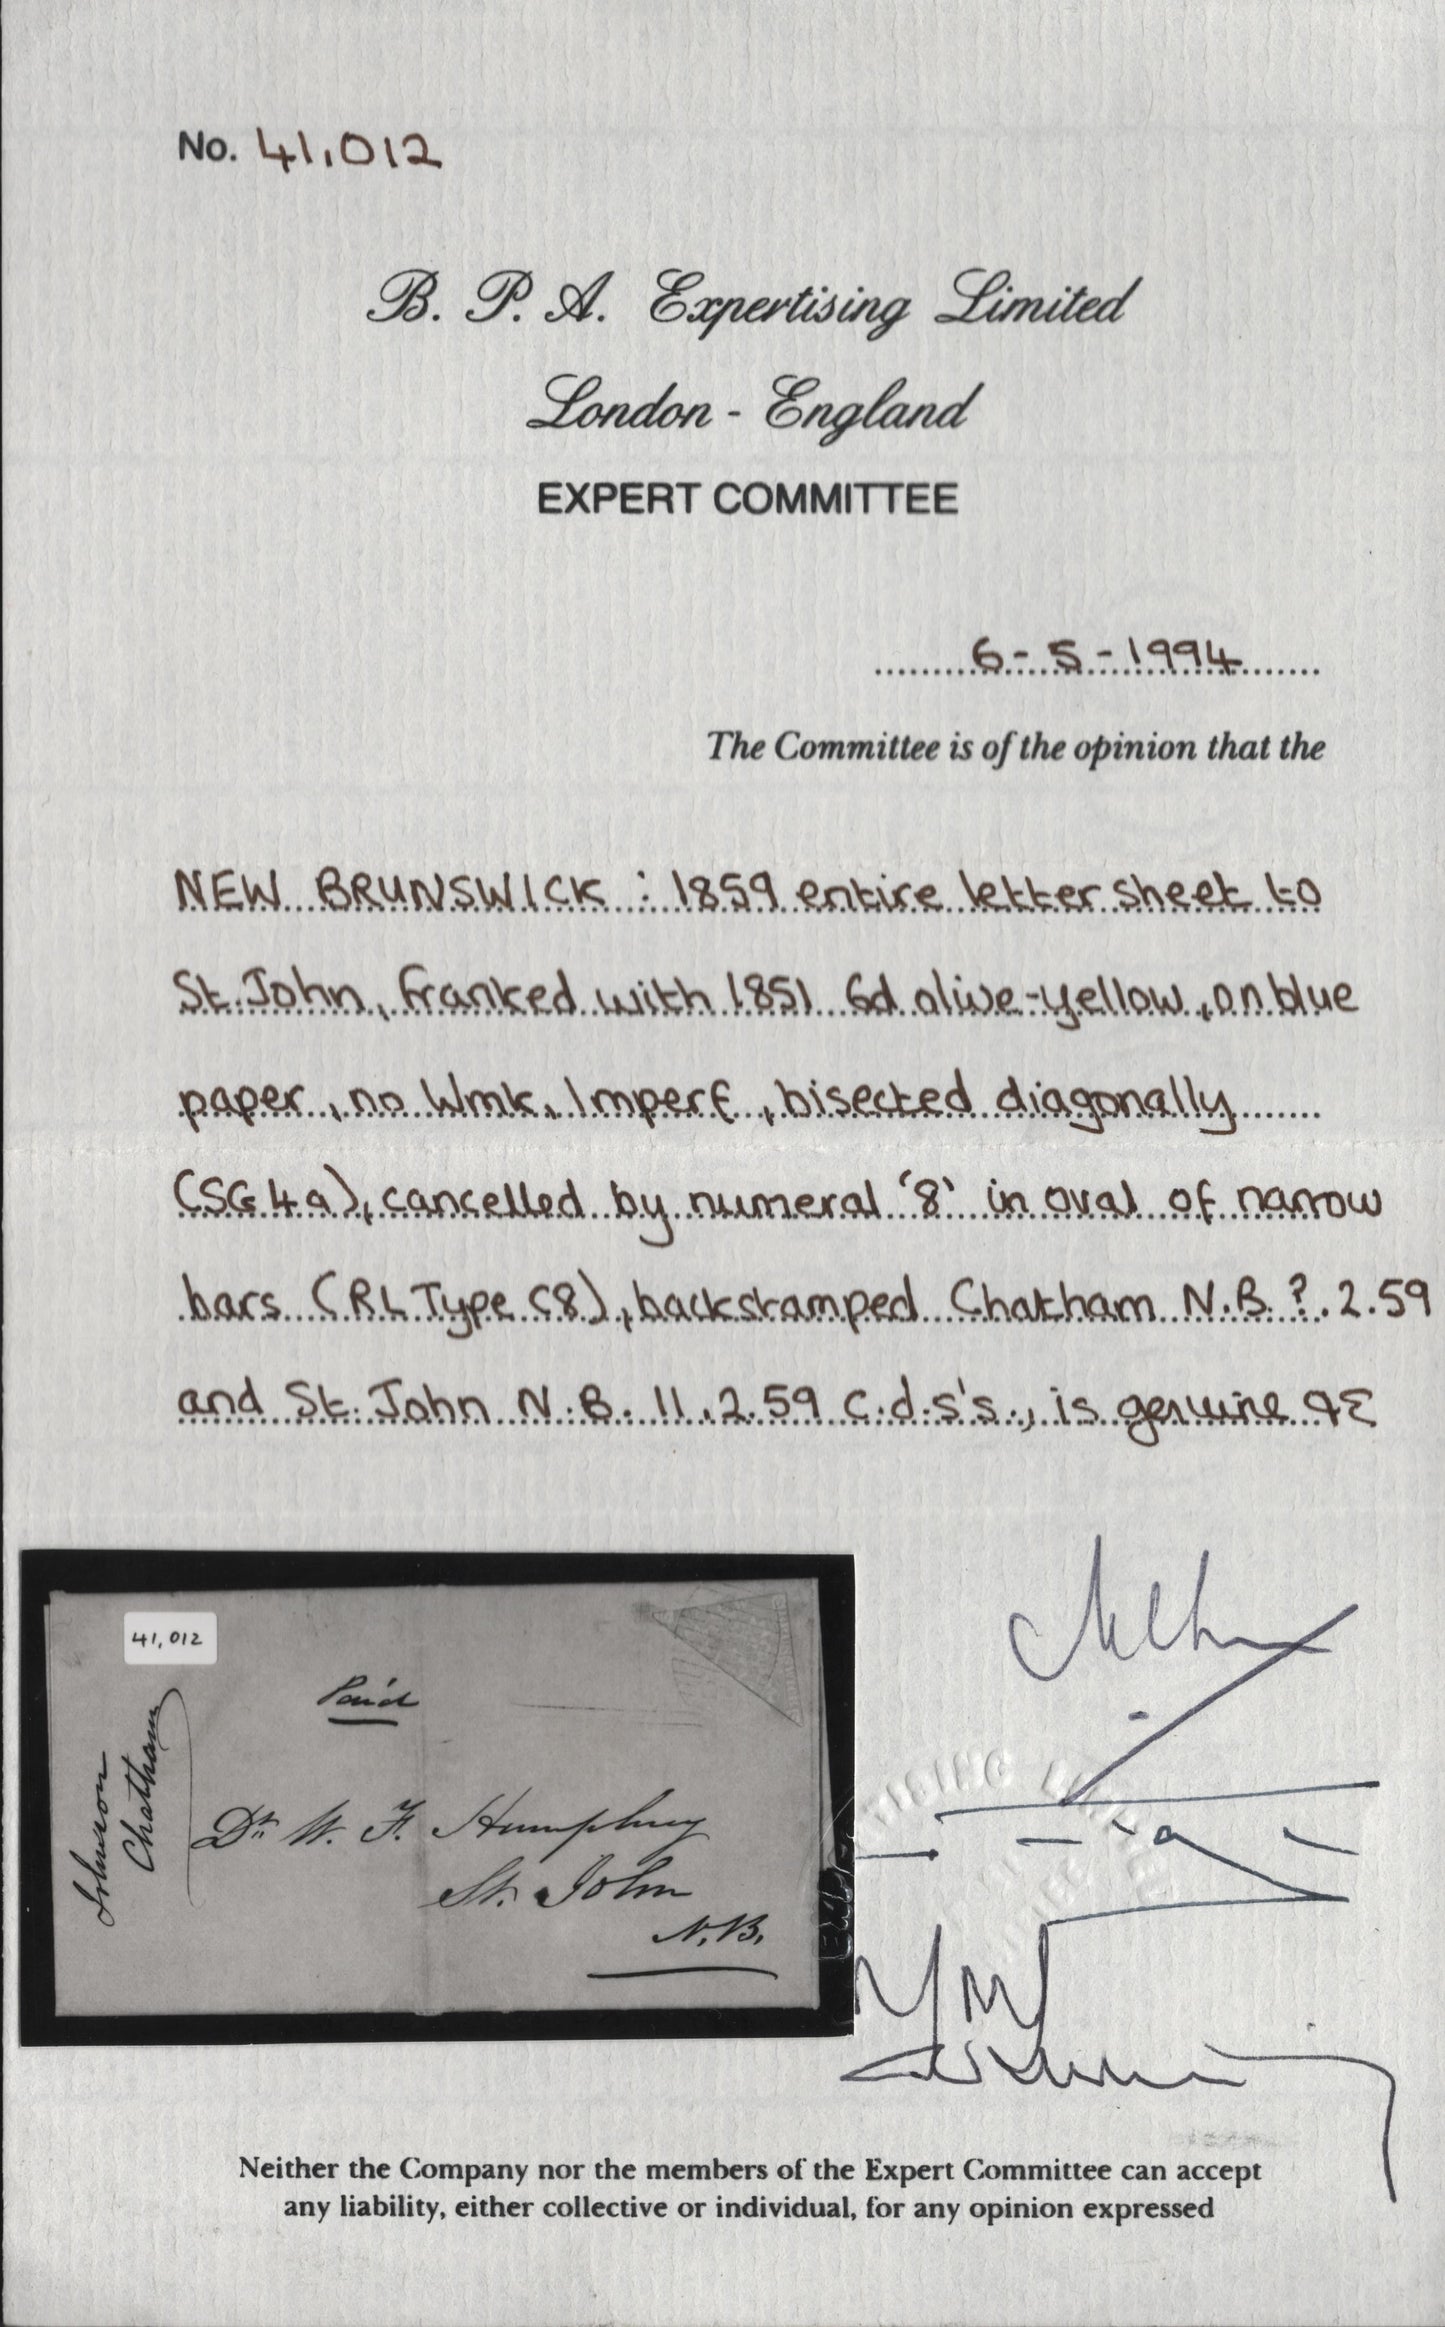 No. 41,012
B. P. A. Expertising Limited
London - England
EXPERT COMMITTEE
6-5-1994
The Committee is of the opinion that the
NEW BRUNSWICK : 1859 entire letter sheet to
St. John, franked with 1851 6d olive-yellow, on blue
paper, no Wmk, Imperf, bisected diagonally
(SG 4a), cancelled by numeral '8' in oval of narrow
bars (RL Type C8), backstamped Chatham N.B. ?.2.59
and St. John N.B. 11.2.59 c.d.s's., is genuine
41,012
Paid
Johnson
Chatham
Dr. W. F. Humphrey
St. John
N.B.
Neither the Company nor the members of the Expert Committee can accept
any liability, either collective or individual, for any opinion expressed